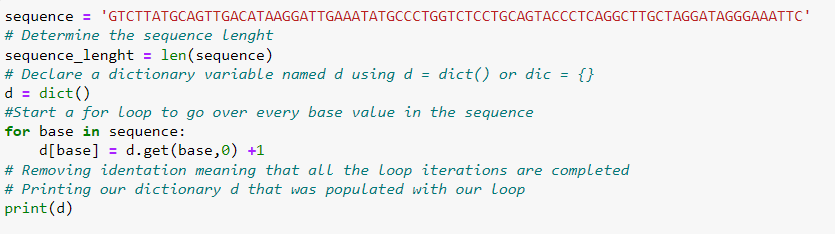 sequence = 'GTCTTATGCAGTTGACATAAGGATTGAAATATGCCCTGGTCTCCTGCAGTACCCTCAGGCTTGCTAGGATAGGGAAATTC'
# Determine the sequence lenght
sequence_lenght = len(sequence)
# Declare a dictionary variable named d using d = dict() or dic = {}
d = dict()
#Start a for loop to go over every base value in the sequence
for base in sequence:
    d[base] = d.get(base,0) +1
# Removing identation meaning that all the loop iterations are completed
# Printing our dictionary d that was populated with our loop
print(d)